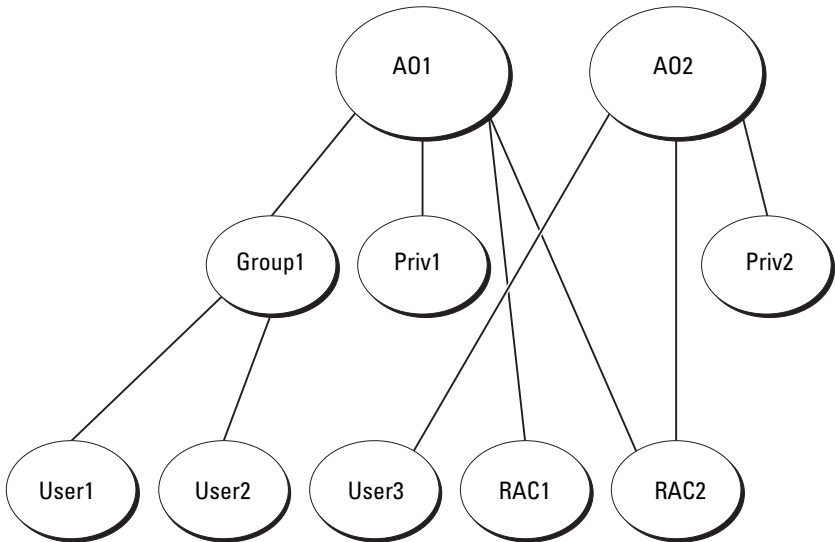 AO1
AO2
Group1
Priv1
Priv2
User1
User2
User3
RAC1
RAC2